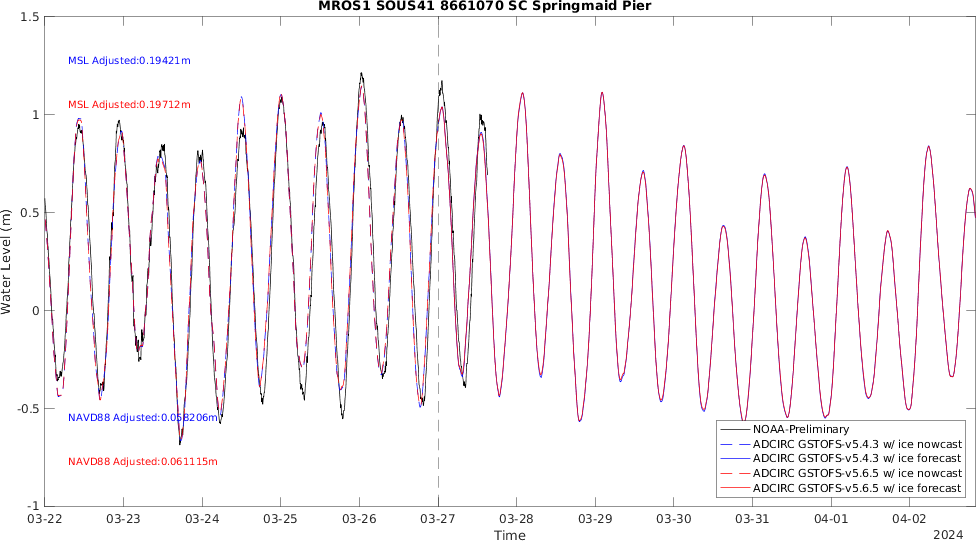 MROS1 SOUS41 8661070 SC Springmaid Pier
1.5
1
0.5
0
-0.5
-1
Water Level (m)
MSL Adjusted:0.19421m
MSL Adjusted:0.19712m
NAVD88 Adjusted:0.058206m
NAVD88 Adjusted:0.061115m
NOAA-Preliminary
ADCIRC GSTOFS-v5.4.3 w/ ice nowcast
ADCIRC GSTOFS-v5.4.3 w/ ice forecast
ADCIRC GSTOFS-v5.6.5 w/ ice nowcast
ADCIRC GSTOFS-v5.6.5 w/ ice forecast
03-22 03-23 03-24 03-25 03-26 03-27 03-28 03-29 03-30 03-31 04-01 04-02
Time
2024